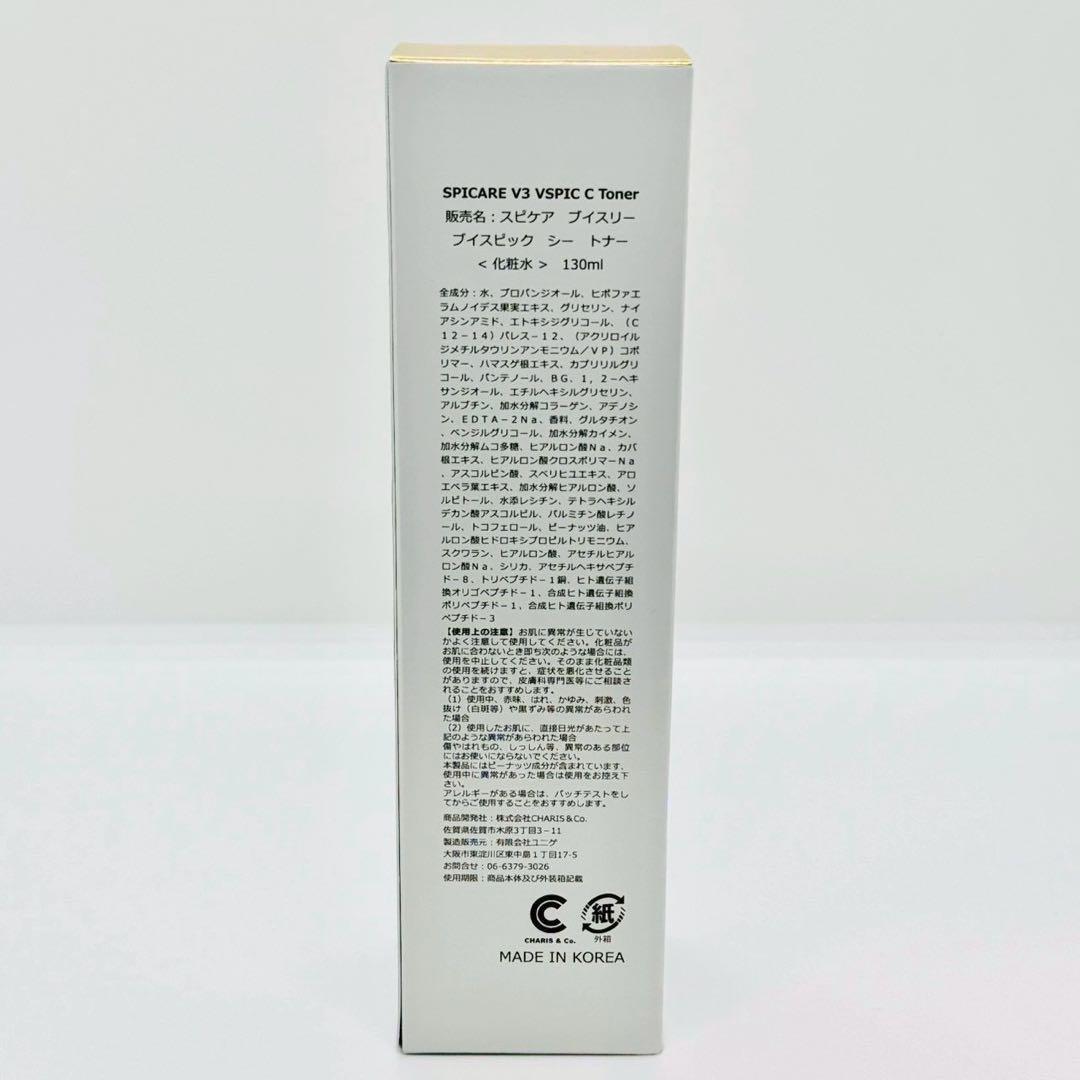 SPICARE V3 VSPIC C Toner
販売名：スピケア　ブイスリー
ブイスピック　シー　トナー
＜化粧水＞　130ml
全成分：水、プロパンジオール、ヒポファエ
ラムノイデス果実エキス、グリセリン、ナイ
アシンアミド、エトキシジグリコール、（C
１２－１４）パレス－１２、（アクリロイル
ジメチルタウリンアンモニウム／ＶＰ）コポ
リマー、ハマスゲ根エキス、カプリリルグリ
コール、パンテノール、ＢＧ、１，２－ヘキ
サンジオール、エチルヘキシルグリセリン、
アルブチン、加水分解コラーゲン、アデノシ
ン、ＥＤＴＡ－２Ｎａ、香料、グルタチオン
、ベンジルグリコール、加水分解カイメン、
加水分解ムコ多糖、ヒアルロン酸Ｎａ、カバ
根エキス、ヒアルロン酸クロスポリマーＮａ
、アスコルビン酸、スベリヒユエキス、アロ
エベラ葉エキス、加水分解ヒアルロン酸、ソ
ルビトール、水添レシチン、テトラヘキシル
デカン酸アスコルビル、パルミチン酸レチノ
ール、トコフェロール、ピーナッツ油、ヒア
ルロン酸ヒドロキシプロピルトリモニウム、
スクワラン、ヒアルロン酸、アセチルヒアル
ロン酸Ｎａ、シリカ、アセチルヘキサペプチ
ド－８、トリペプチド－１銅、ヒト遺伝子組
換オリゴペプチド－１、合成ヒト遺伝子組換
ポリペプチド－１、合成ヒト遺伝子組換ポリ
ペプチド－３
【使用上の注意】お肌に異常が生じていない
かよく注意して使用してください。化粧品が
お肌に合わないとき即ち次のような場合には、
使用を中止してください。そのまま化粧品類
の使用を続けますと、症状を悪化させること
がありますので、皮膚科専門医等にご相談さ
れることをおすすめします。
（1）使用中、赤味、はれ、かゆみ、刺激、色
抜け（白斑等）や黒ずみ等の異常があらわれ
た場合
（2）使用したお肌に、直接日光があたって上
記のような異常があらわれた場合
傷やはれもの、しっしん等、異常のある部位
にはお使いにならないでください。
本製品にはピーナッツ成分が含まれています、
使用中に異常があった場合は使用をお控え下
さい。
アレルギーがある場合は、パッチテストをし
てからご使用することをおすすめします。
商品開発社：株式会社CHARIS＆Co.
佐賀県佐賀市木原3丁目3－11
製造販売元：有限会社ユニゲ
大阪市東淀川区東中島１丁目17-5
お問合せ：06-6379-3026
使用期限：商品本体及び外装箱記載
CHARIS & Co.
紙
外箱
MADE IN KOREA